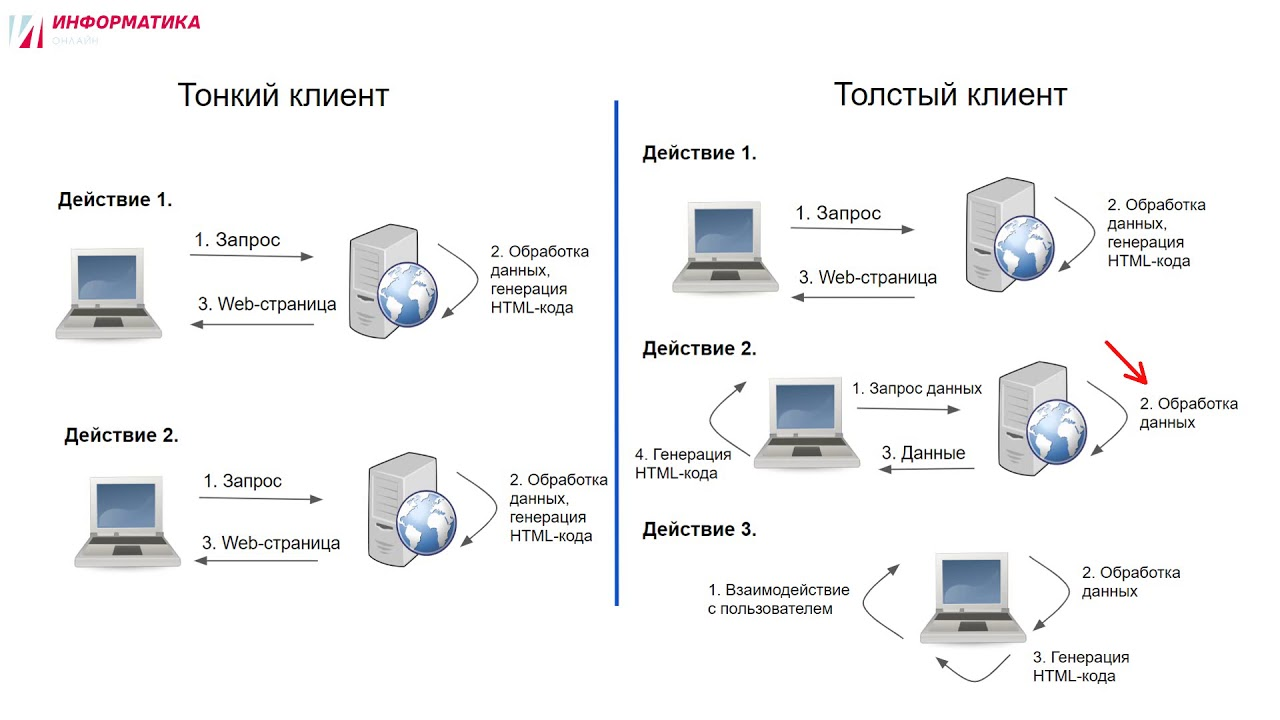 ИНФОРМАТИКА
ОНЛАЙН
Тонкий клиент
Действие 1.
1. Запрос
2. Обработка
данных,
генерация
HTML-кода
3. Web-страница
Действие 2.
1. Запрос
2. Обработка
данных,
генерация
HTML-кода
3. Web-страница
Толстый клиент
Действие 1.
1. Запрос
2. Обработка
данных,
генерация
HTML-кода
3. Web-страница
Действие 2.
1. Запрос данных
2. Обработка
данных
3. Данные
4. Генерация
HTML-кода
Действие 3.
1. Взаимодействие
с пользователем
2. Обработка
данных
3. Генерация
HTML-кода